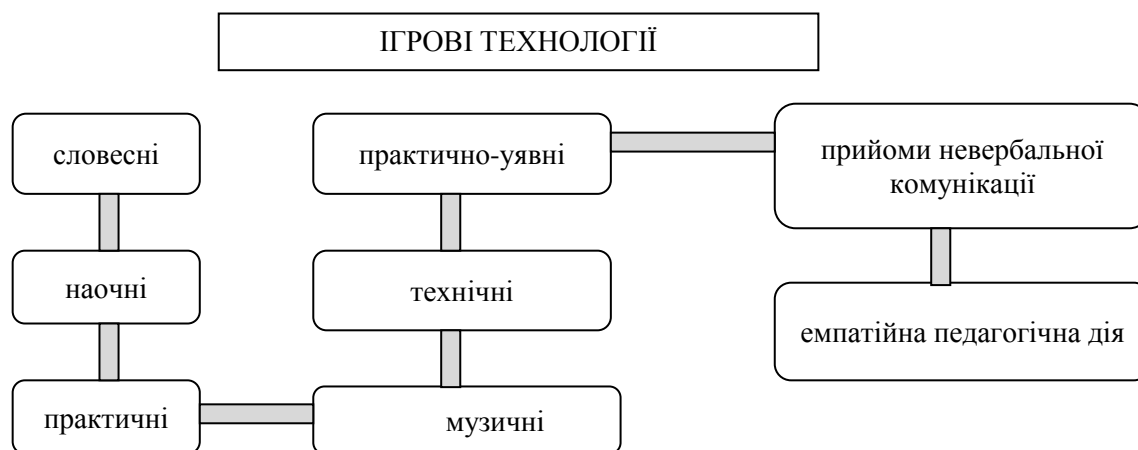 ІГРОВІ ТЕХНОЛОГІЇ
словесні
практично-уявні
прийоми невербальної
комунікації
наочні
технічні
емпатійна педагогічна дія
практичні
музичні